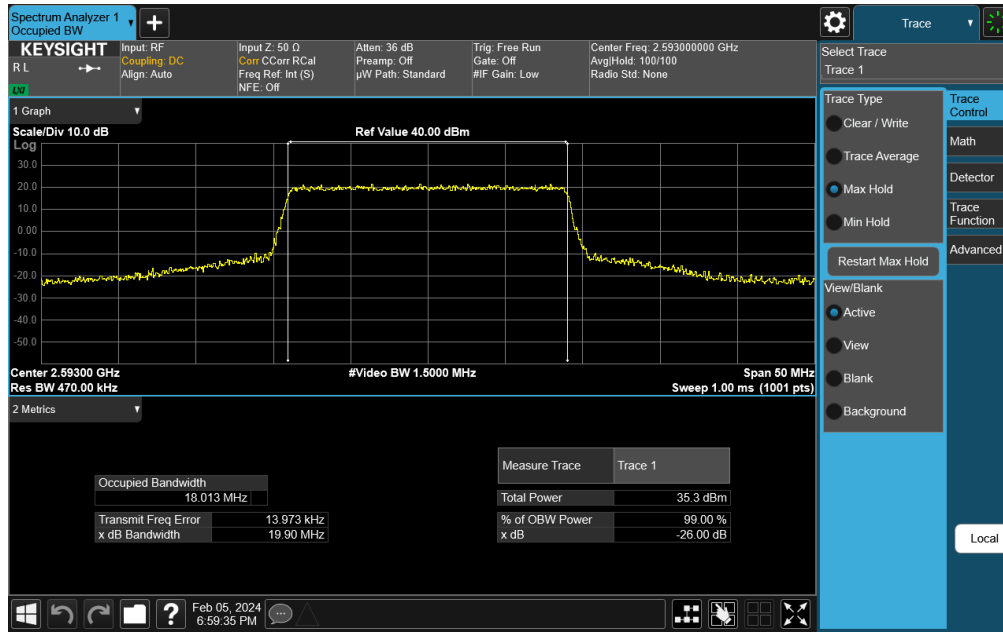 Spectrum Analyzer 1
Occupied BW
KEYSIGHT
R L
LXI
Input: RF
Coupling: DC
Align: Auto
Input Z: 50 Ω
Corr CCorr RCal
Freq Ref: Int (S)
NFE: Off
Atten: 36 dB
Preamp: Off
µW Path: Standard
Trig: Free Run
Gate: Off
#IF Gain: Low
Center Freq: 2.593000000 GHz
Avg|Hold: 100/100
Radio Std: None
1 Graph
Scale/Div 10.0 dB
Ref Value 40.00 dBm
Log
30.0
20.0
10.0
0.00
-10.0
-20.0
-30.0
-40.0
-50.0
Center 2.59300 GHz
#Video BW 1.5000 MHz
Span 50 MHz
Res BW 470.00 kHz
Sweep 1.00 ms (1001 pts)
2 Metrics
Occupied Bandwidth
18.013 MHz
Transmit Freq Error 13.973 kHz
x dB Bandwidth 19.90 MHz
Measure Trace Trace 1
Total Power 35.3 dBm
% of OBW Power 99.00 %
x dB -26.00 dB
?
Feb 05, 2024
6:59:35 PM
Trace
Select Trace
Trace 1
Trace Type
Clear / Write
Trace Average
Max Hold
Min Hold
Restart Max Hold
View/Blank
Active
View
Blank
Background
Trace
Control
Math
Detector
Trace
Function
Advanced
Local